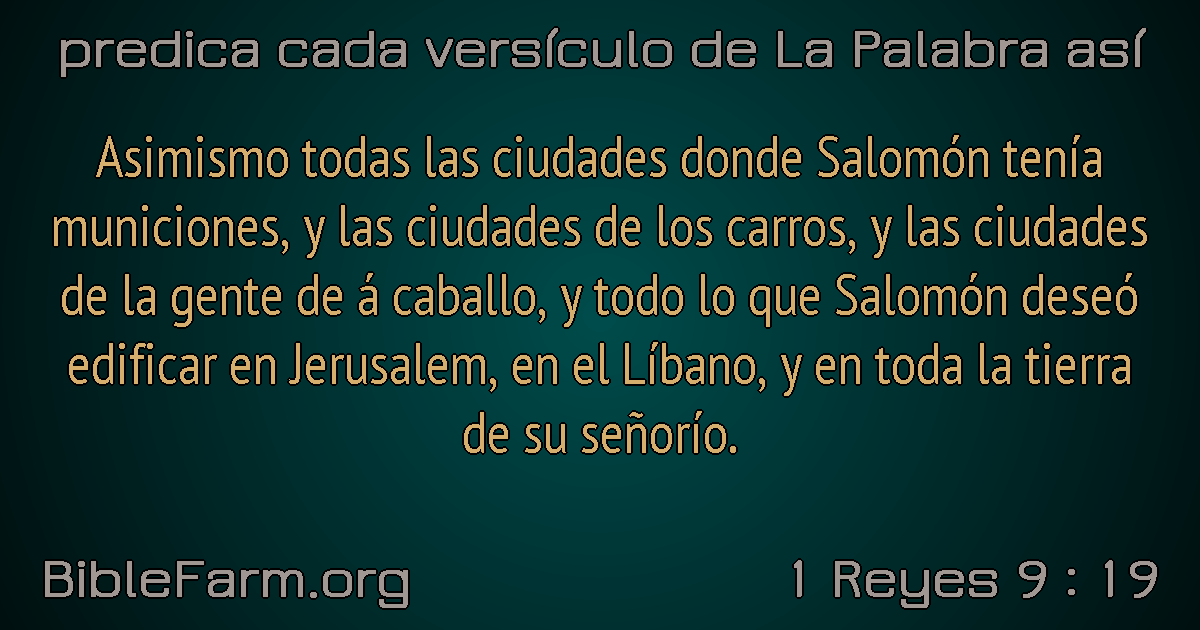 predica cada versículo de La Palabra así
Asimismo todas las ciudades donde Salomón tenía
municiones, y las ciudades de los carros, y las ciudades
de la gente de á caballo, y todo lo que Salomón deseó
edificar en Jerusalem, en el Líbano, y en toda la tierra
de su señorío.
BibleFarm.org
1 Reyes 9 : 19